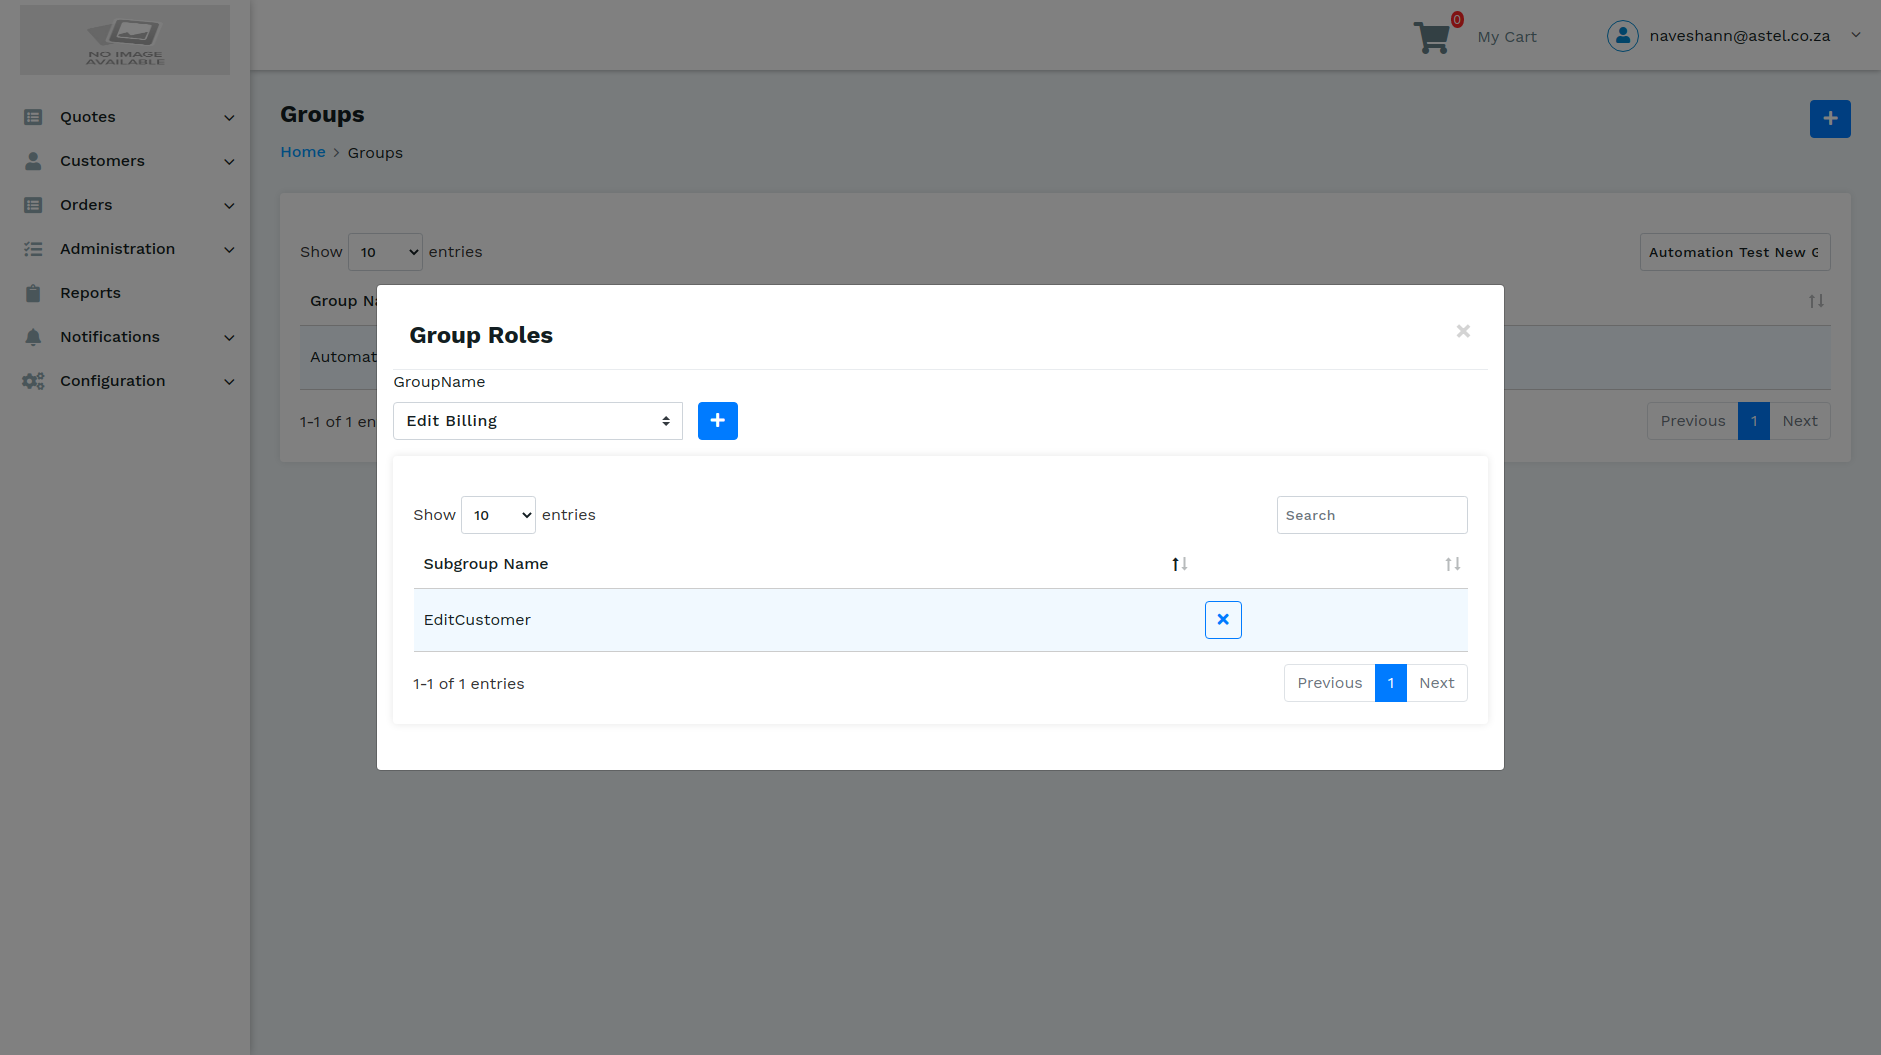 NO IMAGE
AVAILABLE
0
My Cart
naveshann@astel.co.za
Quotes
Customers
Orders
Administration
Reports
Notifications
Configuration
Groups
Home > Groups
Show 10 entries
Automation Test New G
Group Na
Automat
1-1 of 1 en
Previous 1 Next
Group Roles
×
GroupName
Edit Billing
+
Show 10 entries
Search
Subgroup Name
EditCustomer
1-1 of 1 entries
Previous 1 Next